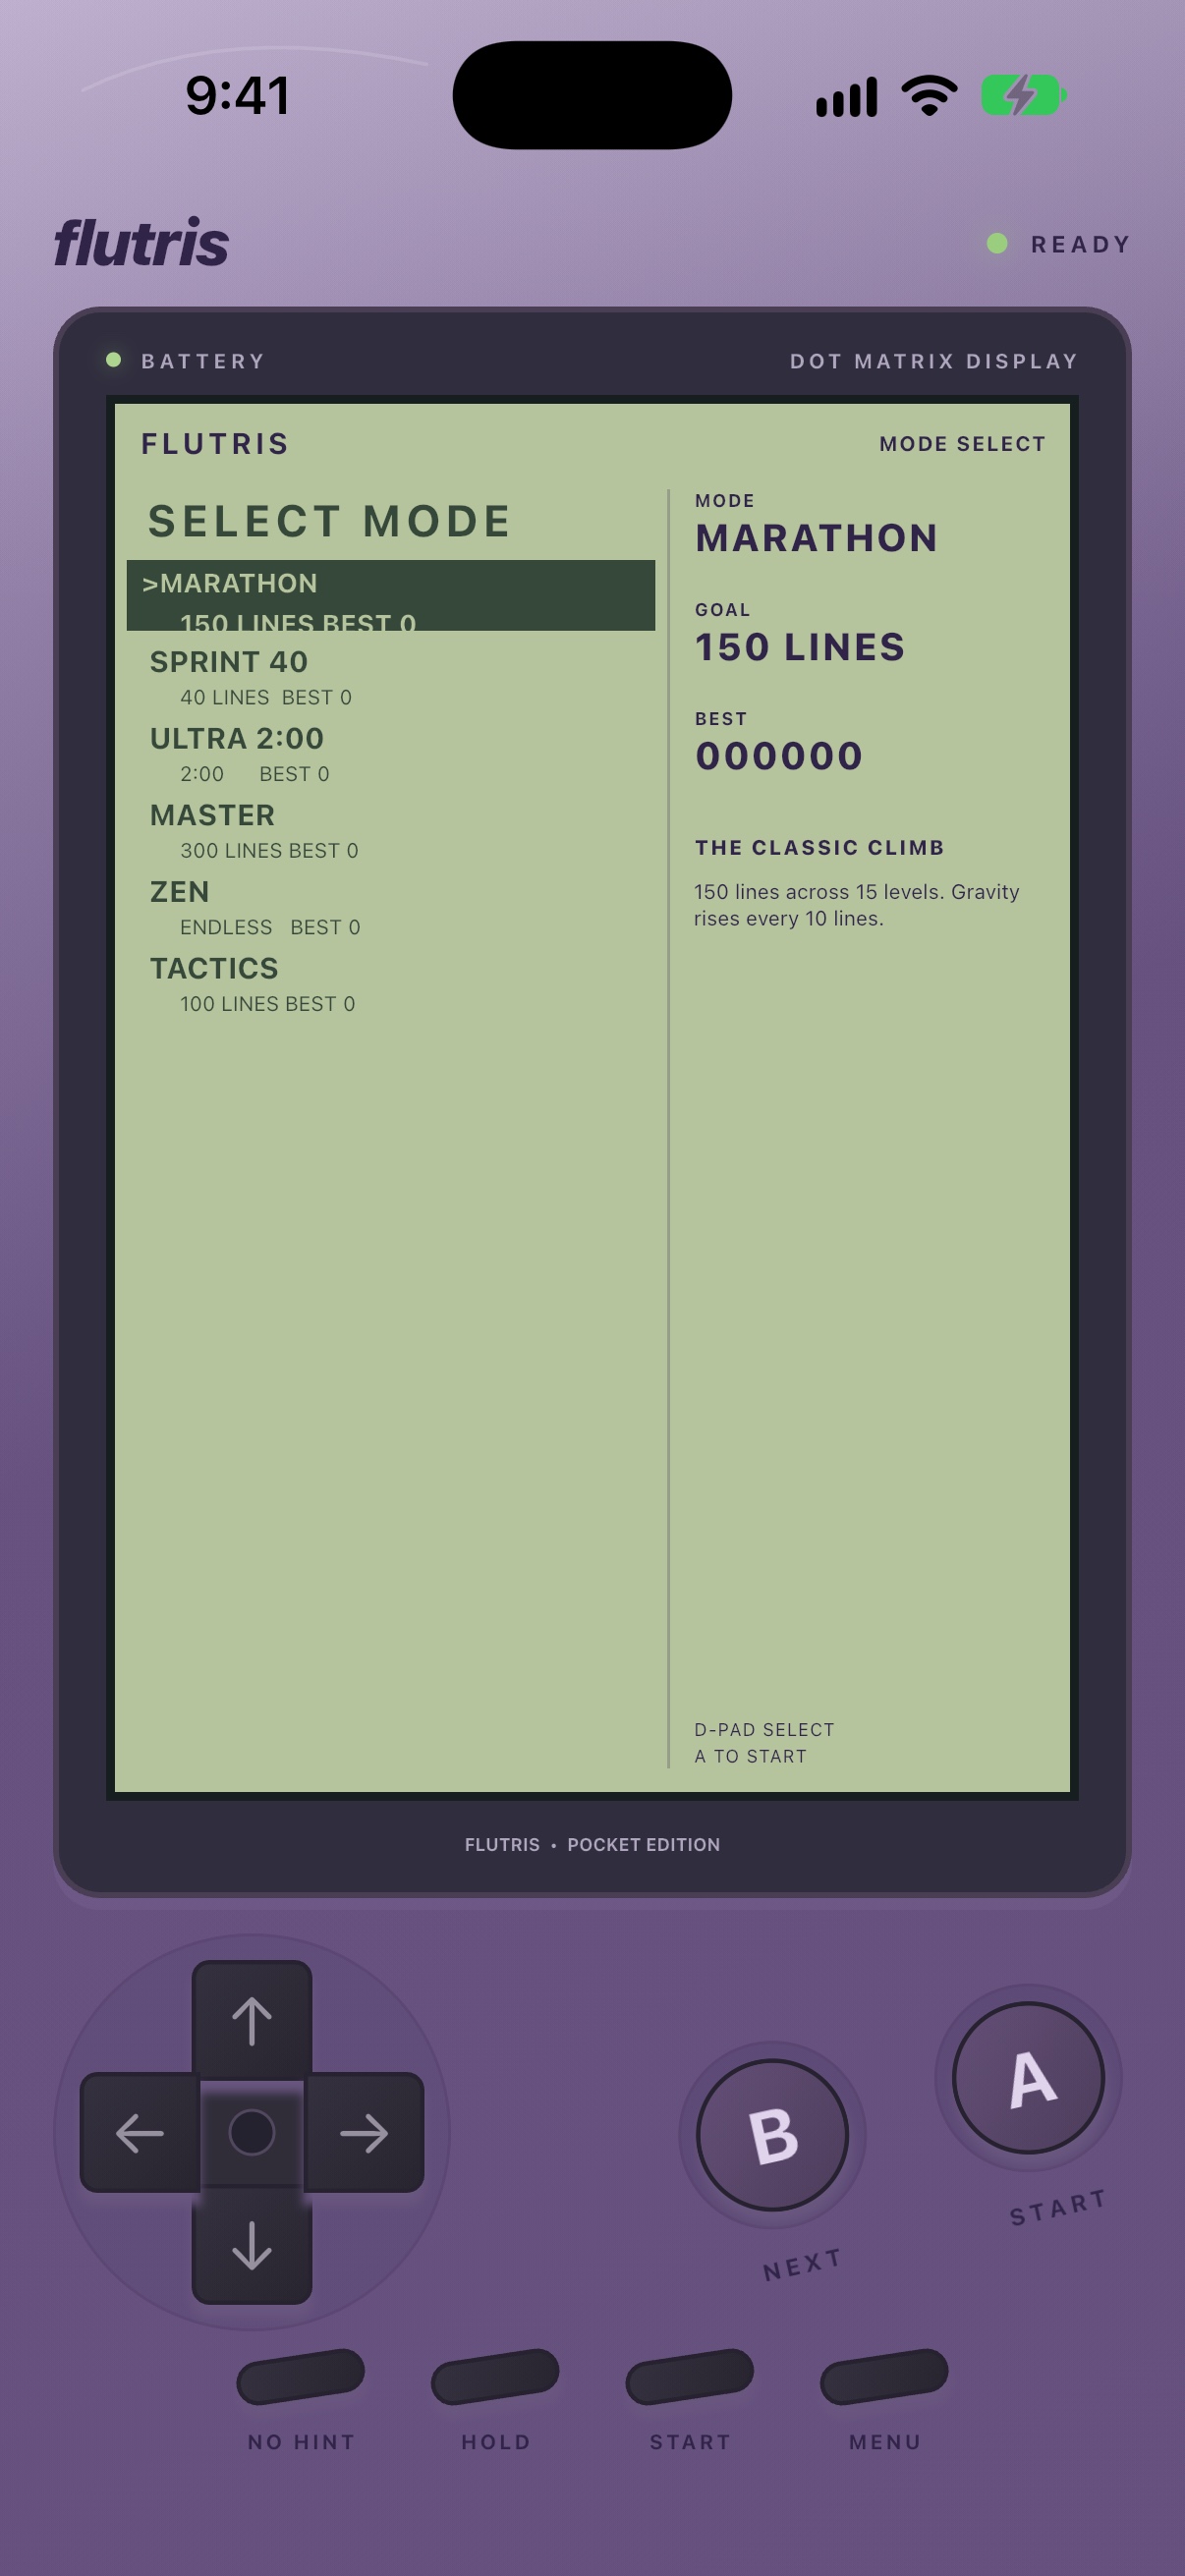 9:41
flutris
READY
BATTERY
DOT MATRIX DISPLAY
FLUTRIS
MODE SELECT
SELECT MODE
>MARATHON
150 LINES BEST 0
SPRINT 40
40 LINES BEST 0
ULTRA 2:00
2:00 BEST 0
MASTER
300 LINES BEST 0
ZEN
ENDLESS BEST 0
TACTICS
100 LINES BEST 0
MODE
MARATHON
GOAL
150 LINES
BEST
000000
THE CLASSIC CLIMB
150 lines across 15 levels. Gravity
rises every 10 lines.
D-PAD SELECT
A TO START
FLUTRIS • POCKET EDITION
A
B
START
NEXT
NO HINT
HOLD
START
MENU